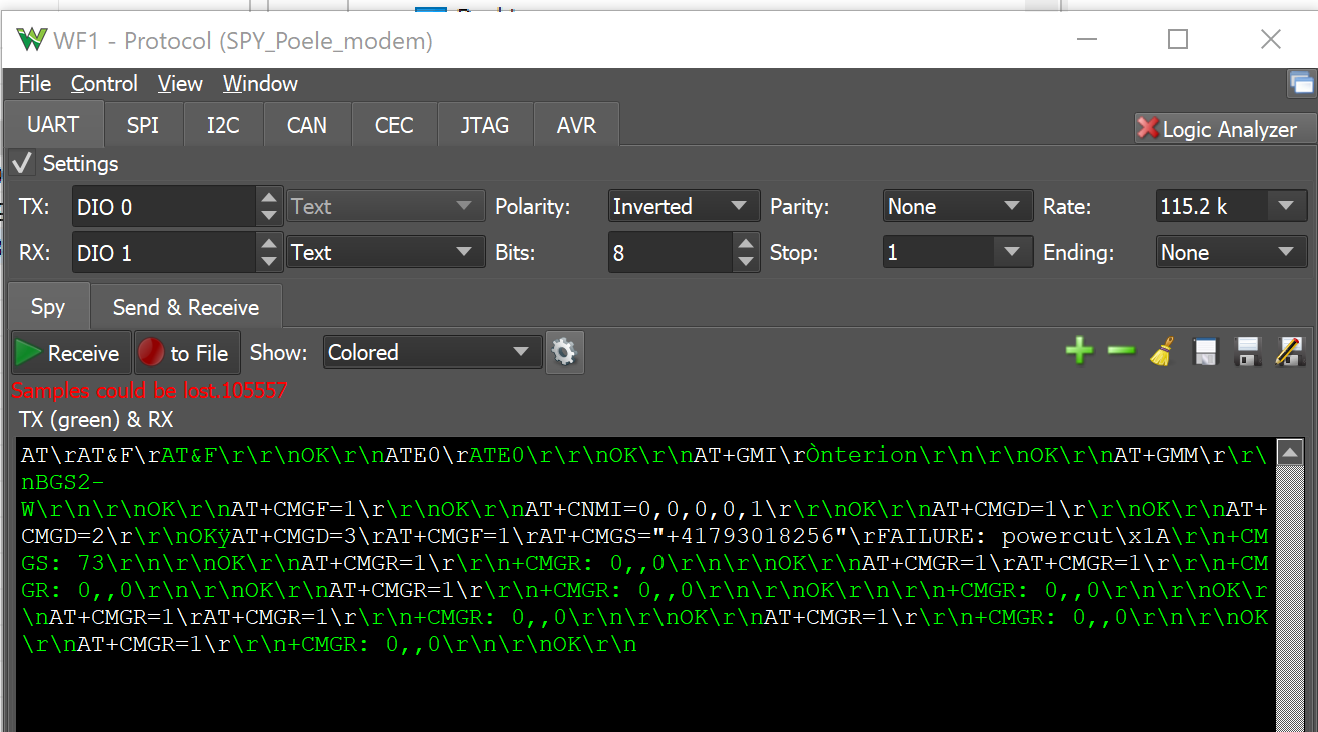 WF1 - Protocol (SPY_Poele_modem)
File Control View Window
UART SPI I2C CAN CEC JTAG AVR
Logic Analyzer
Settings
TX: DIO 0 Text Polarity: Inverted Parity: None Rate: 115.2 k
RX: DIO 1 Text Bits: 8 Stop: 1 Ending: None
Spy Send & Receive
Receive to File Show: Colored
Samples could be lost.105557
TX (green) & RX
AT\rAT&F\rAT&F\r\r\nOK\r\nATE0\rATE0\r\r\nOK\r\nAT+GMI\rÒnterion\r\n\r\nOK\r\nAT+GMM\r\r\
nBGS2-
W\r\n\r\nOK\r\nAT+CMGF=1\r\r\nOK\r\nAT+CNMI=0,0,0,0,1\r\r\nOK\r\nAT+CMGD=1\r\r\nOK\r\nAT+
CMGD=2\r\r\nOKÿAT+CMGD=3\rAT+CMGF=1\rAT+CMGS="+41793018256"\rFAILURE: powercut\x1A\r\n+CM
GS: 73\r\n\r\nOK\r\nAT+CMGR=1\r\r\n+CMGR: 0,,0\r\n\r\nOK\r\nAT+CMGR=1\rAT+CMGR=1\r\r\n+CM
GR: 0,,0\r\n\r\nOK\r\nAT+CMGR=1\r\r\n+CMGR: 0,,0\r\n\r\nOK\r\n\r\n+CMGR: 0,,0\r\n\r\nOK\r
\nAT+CMGR=1\rAT+CMGR=1\r\r\n+CMGR: 0,,0\r\n\r\nOK\r\nAT+CMGR=1\r\r\n+CMGR: 0,,0\r\n\r\nOK
\r\nAT+CMGR=1\r\r\n+CMGR: 0,,0\r\n\r\nOK\r\n